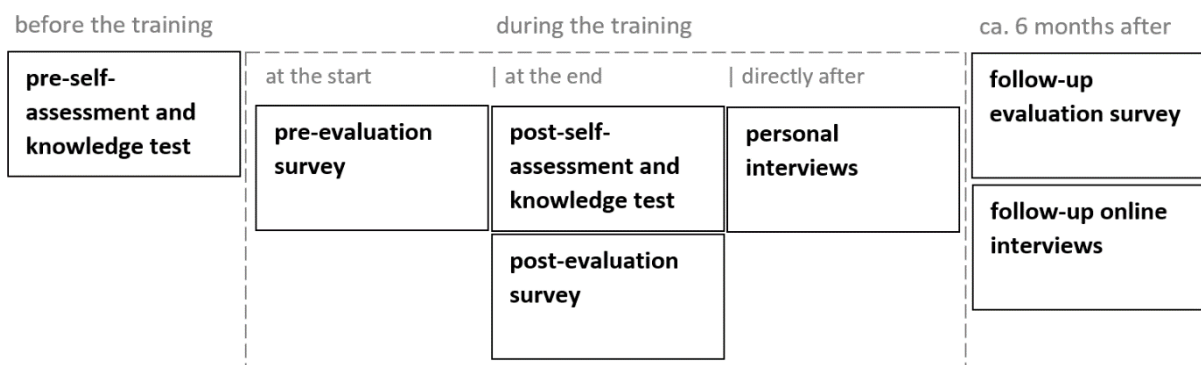 before the training
during the training
ca. 6 months after
pre-self-
assessment and
knowledge test
at the start
| at the end
| directly after
pre-evaluation
survey
post-self-
assessment and
knowledge test
post-evaluation
survey
personal
interviews
follow-up
evaluation survey
follow-up online
interviews